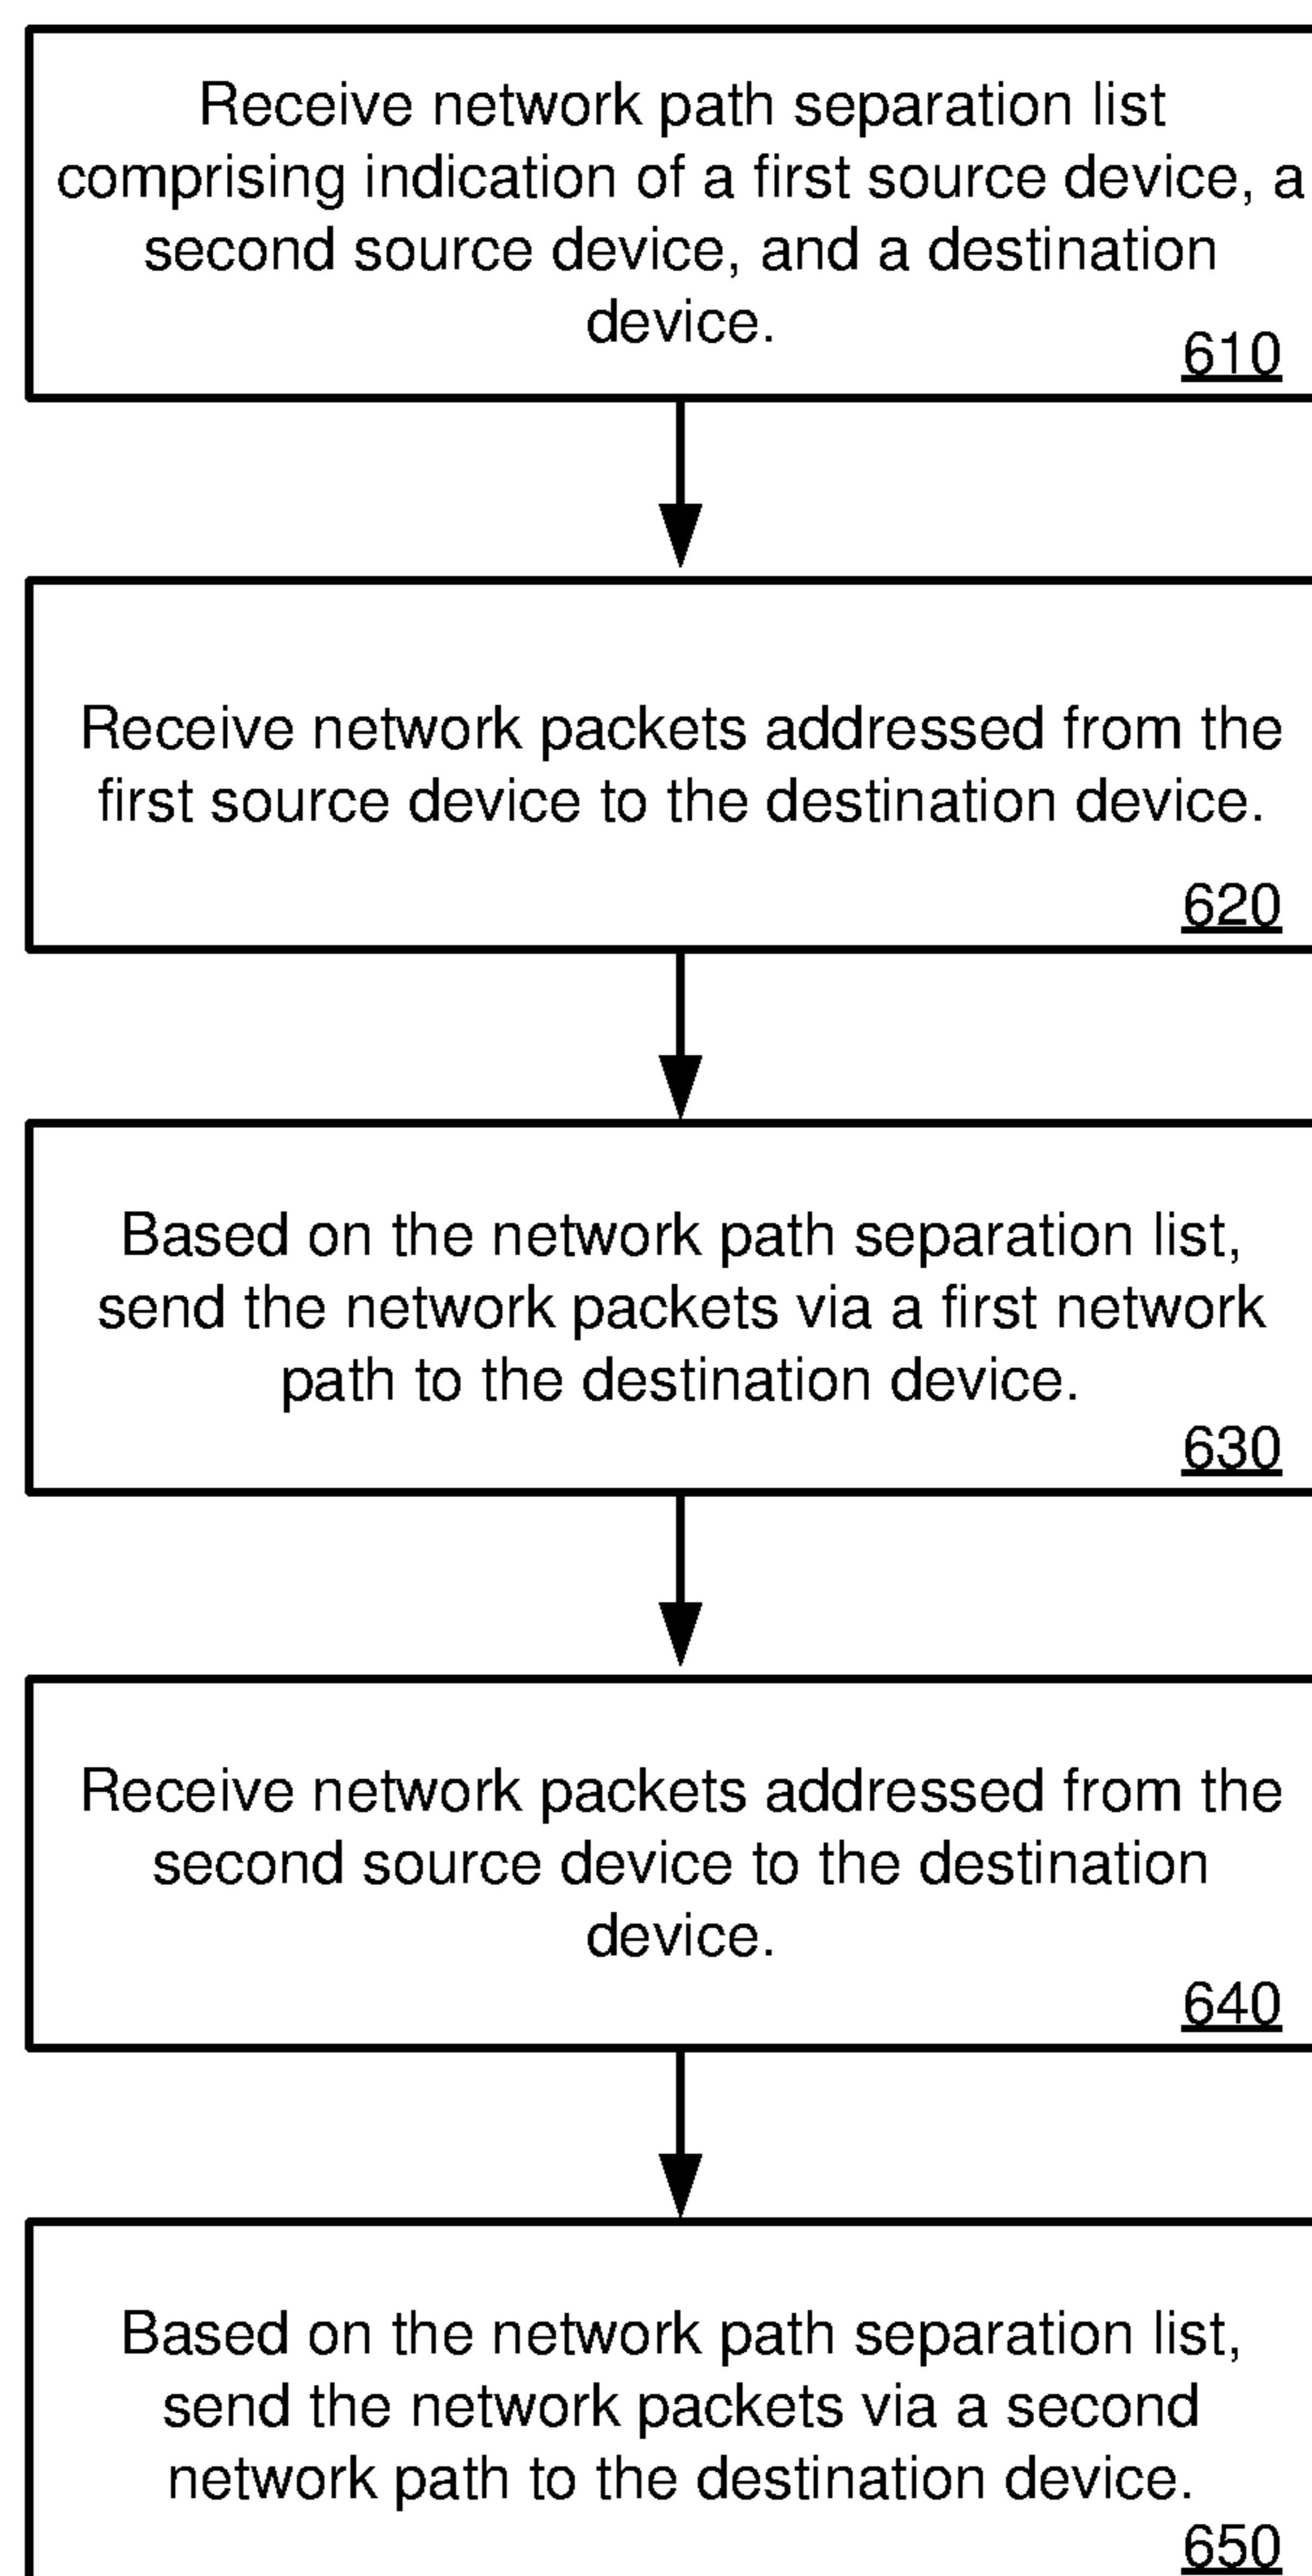 Receive network path separation list
comprising indication of a first source device, a
second source device, and a destination
device.
610
Receive network packets addressed from the
first source device to the destination device.
620
Based on the network path separation list,
send the network packets via a first network
path to the destination device.
630
Receive network packets addressed from the
second source device to the destination
device.
640
Based on the network path separation list,
send the network packets via a second
network path to the destination device.
650